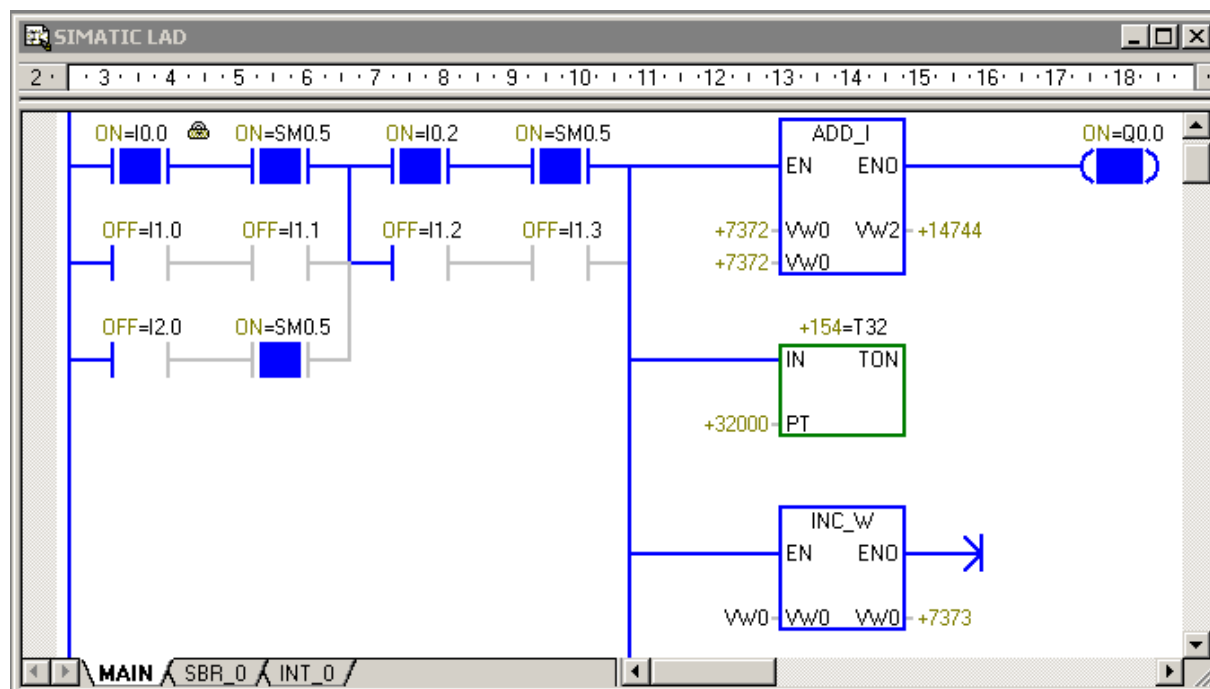 SIMATIC LAD
2 · · 3 · ı · 4 · ı · 5 · ı · 6 · ı · 7 · ı · 8 · ı · 9 · ı · 10 · ı · 11 · ı · 12 · ı · 13 · ı · 14 · ı · 15 · ı · 16 · ı · 17 · ı · 18 · ı ·
ON=I0.0 ON=SM0.5 ON=I0.2 ON=SM0.5 ADD_I ON=Q0.0
EN ENO
OFF=I1.0 OFF=I1.1 OFF=I1.2 OFF=I1.3 +7372 VW0 VW2 +14744
+7372 VW0
OFF=I2.0 ON=SM0.5 +154=T32
IN TON
+32000 PT
INC_W
EN ENO
VW0 VW0 VW0 +7373
MAIN SBR_0 INT_0